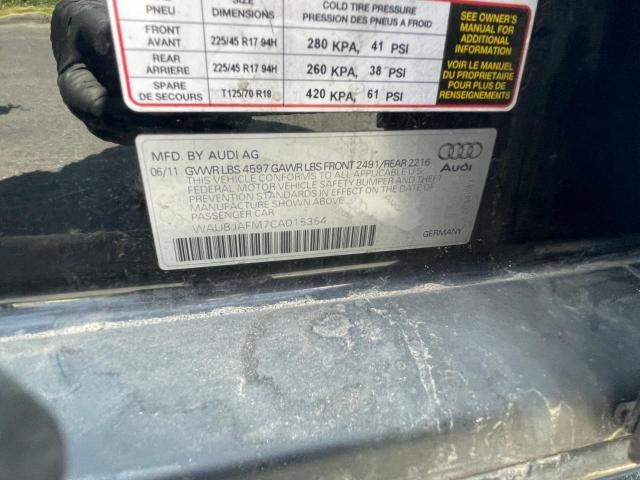 PNEU DIMENSIONS COLD TIRE PRESSURE
PRESSION DES PNEUS A FROID
FRONT
AVANT 225/45 R17 94H 280 KPA, 41 PSI
REAR
ARRIERE 225/45 R17 94H 260 KPA, 38 PSI
SPARE
DE SECOURS T125/70 R18 420 KPA, 61 PSI
SEE OWNER'S
MANUAL FOR
ADDITIONAL
INFORMATION
VOIR LE MANUEL
DU PROPRIETAIRE
POUR PLUS DE
RENSEIGNEMENTS
MFD. BY AUDI AG
06/11 GVWR LBS 4597 GAWR LBS FRONT 2491/REAR 2216
THIS VEHICLE CONFORMS TO ALL APPLICABLE U.S.
FEDERAL MOTOR VEHICLE SAFETY BUMPER AND THEFT
PREVENTION STANDARDS IN EFFECT ON THE DATE OF
MANUFACTURE SHOWN ABOVE.
PASSENGER CAR
WAUBJAFM7CA015354
Audi
GERMANY